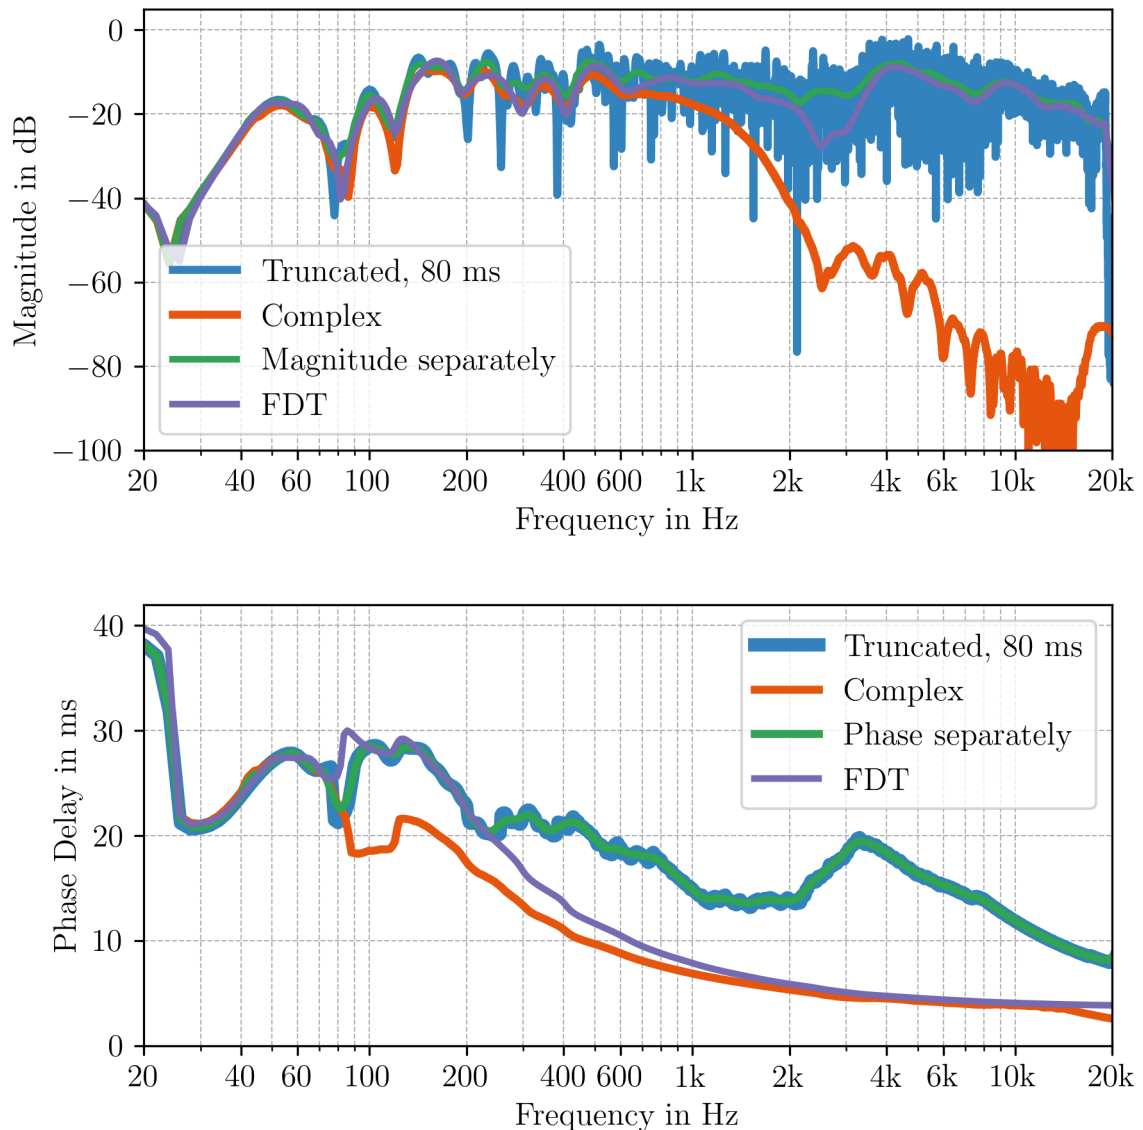 0
−20
−40
−60
−80
−100
Magnitude in dB
Truncated, 80 ms
Complex
Magnitude separately
FDT
20 40 60 100 200 400 600 1k 2k 4k 6k 10k 20k
Frequency in Hz
40
30
20
10
0
Phase Delay in ms
Truncated, 80 ms
Complex
Phase separately
FDT
20 40 60 100 200 400 600 1k 2k 4k 6k 10k 20k
Frequency in Hz